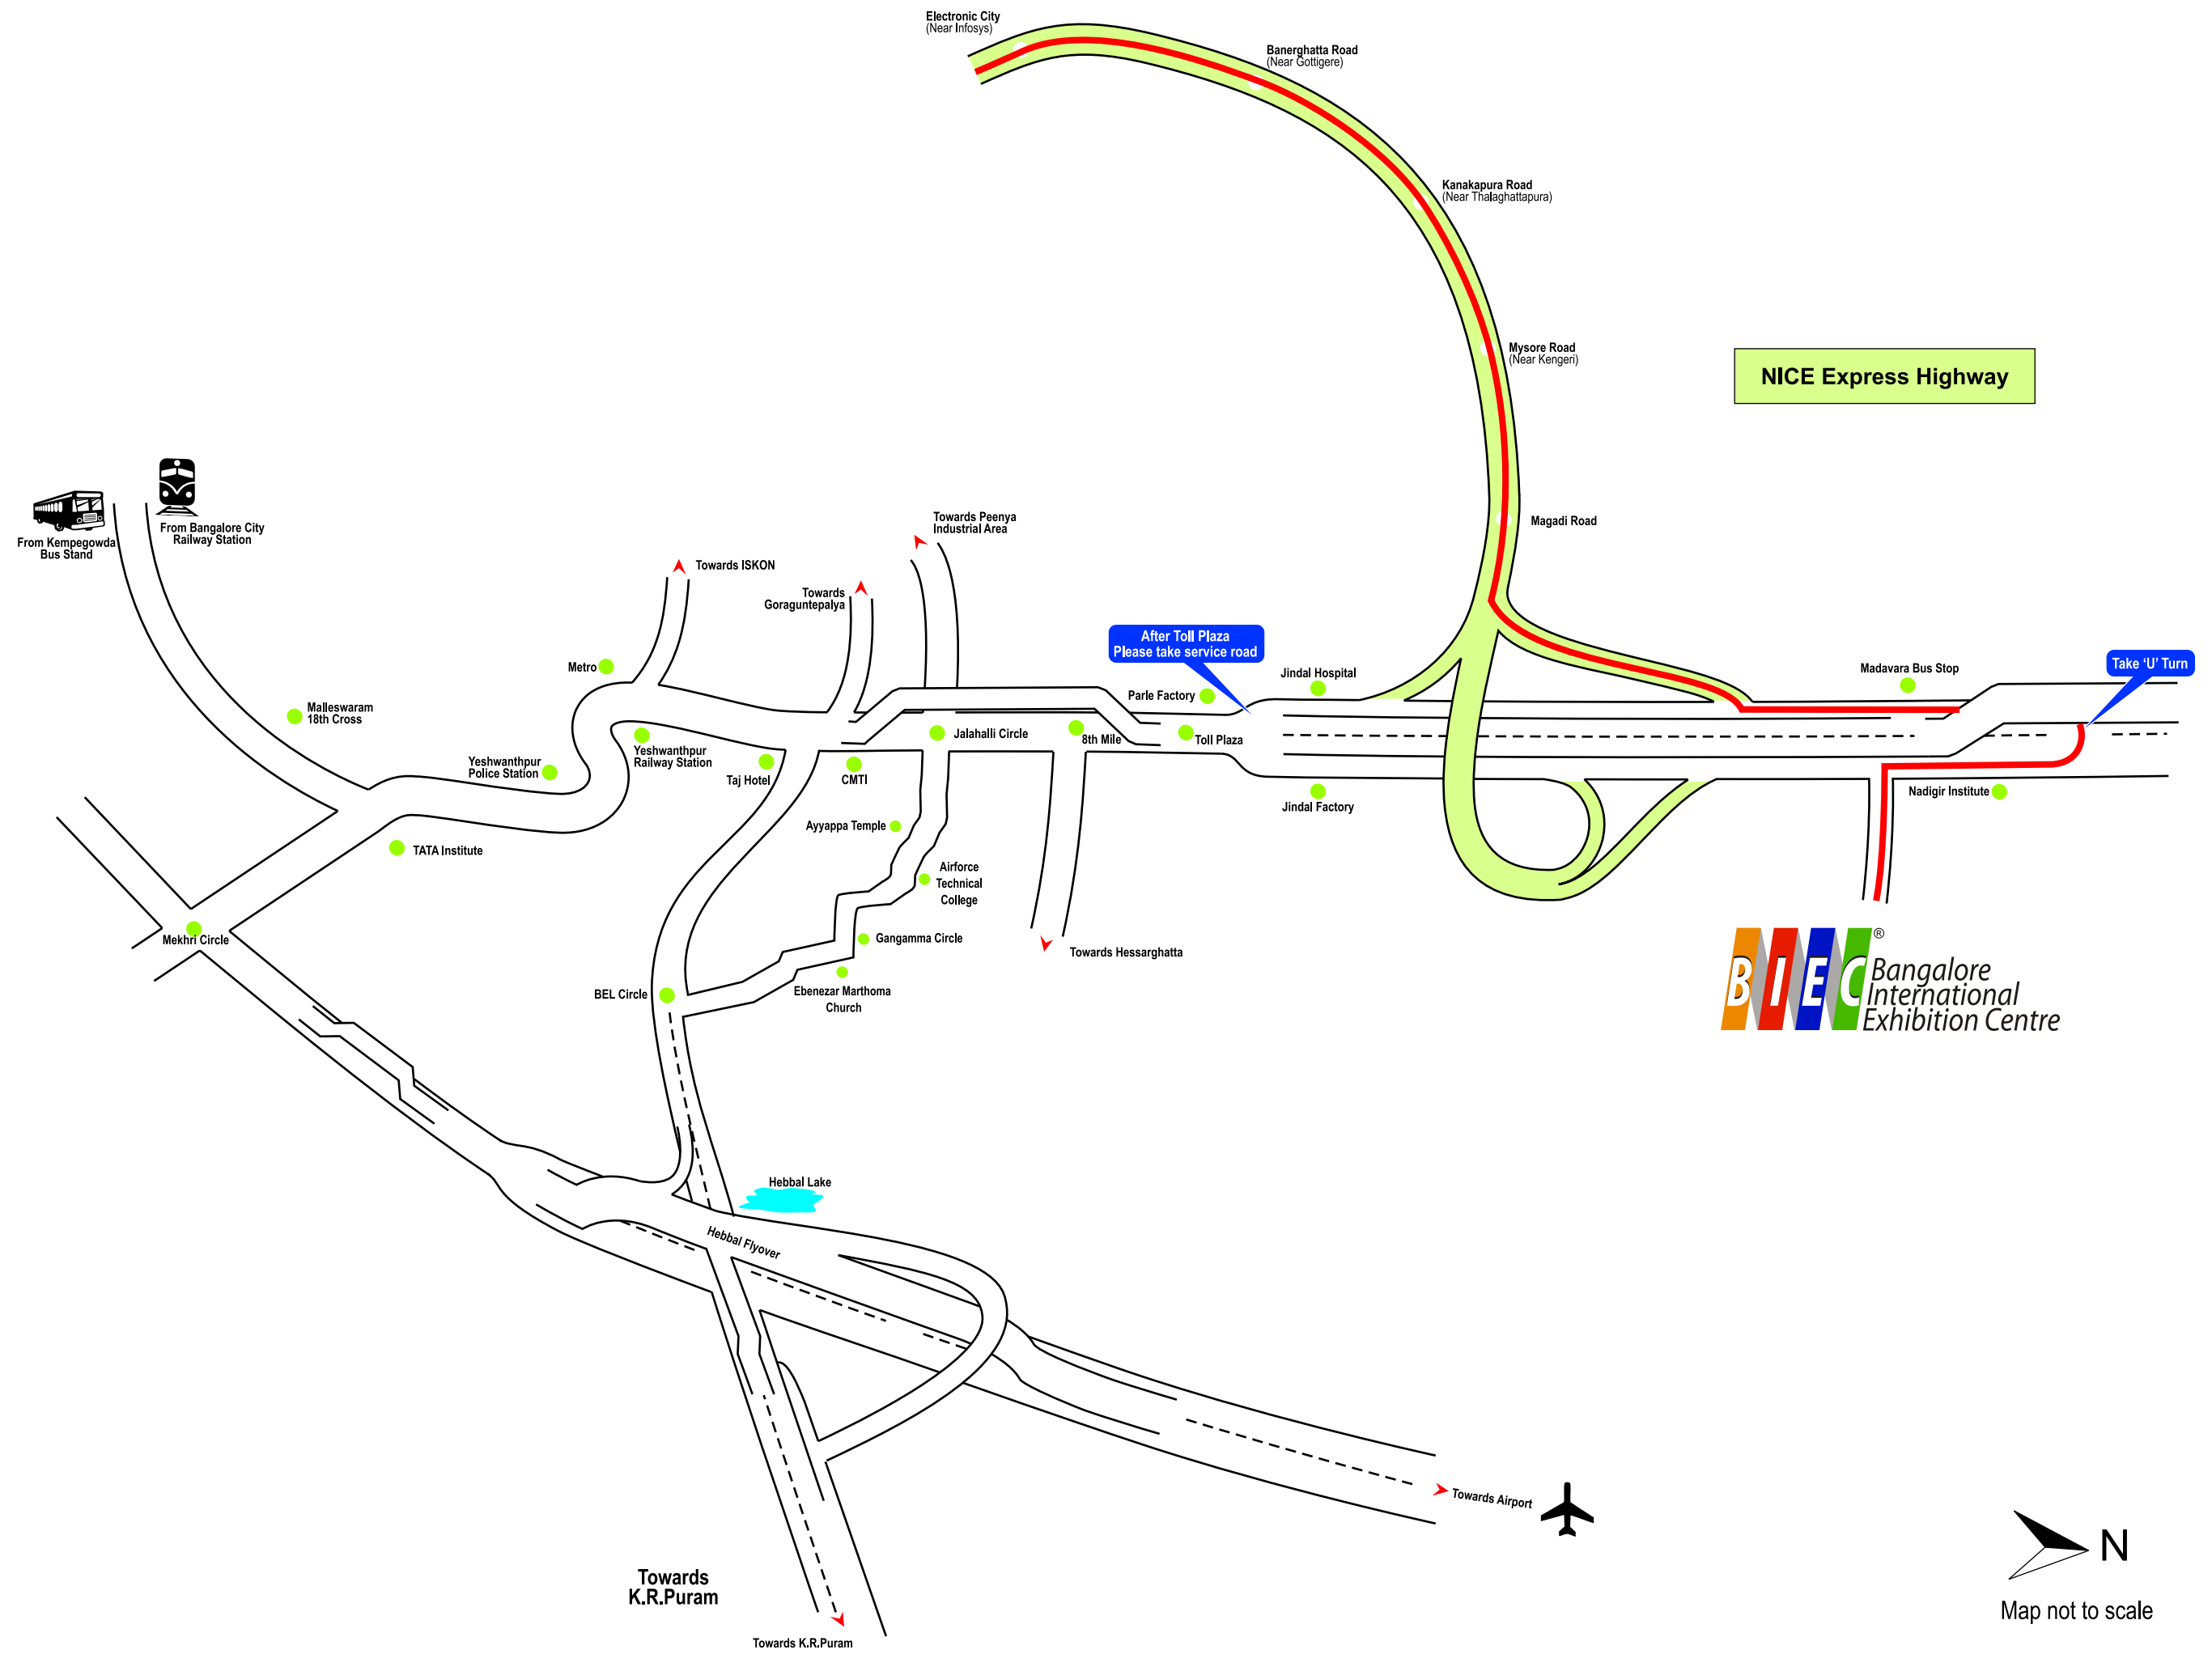 Electronic City
(Near Infosys)
Banerghatta Road
(Near Gottigere)
Kanakapura Road
(Near Thalaghattapura)
Mysore Road
(Near Kengeri)
NICE Express Highway
Magadi Road
From Kempegowda
Bus Stand
From Bangalore City
Railway Station
Towards Peenya
Industrial Area
Towards ISKON
Towards
Goraguntepalya
After Toll Plaza
Please take service road
Metro
Malleswaram
18th Cross
Parle Factory
Jindal Hospital
Madavara Bus Stop
Take ‘U’ Turn
Yeshwanthpur
Police Station
Yeshwanthpur
Railway Station
Taj Hotel
CMTI
Jalahalli Circle
8th Mile
Toll Plaza
Jindal Factory
Nadigir Institute
TATA Institute
Ayyappa Temple
Airforce
Technical
College
Mekhri Circle
Gangamma Circle
Towards Hessarghatta
BEL Circle
Ebenezar Marthoma
Church
BIEC ®
Bangalore
International
Exhibition Centre
Hebbal Lake
Hebbal Flyover
Towards Airport
Towards
K.R.Puram
Towards K.R.Puram
N
Map not to scale